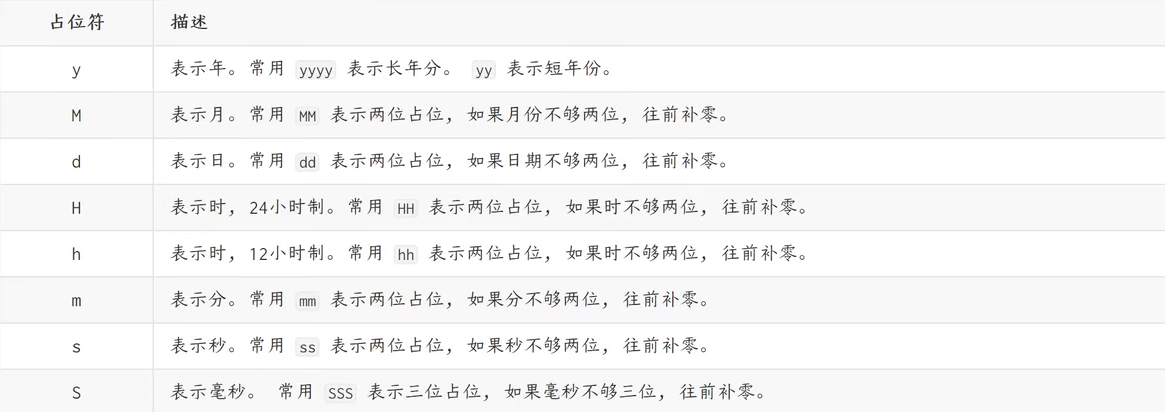 占位符 描述
y 表示年。常用 yyyy 表示长年分。 yy 表示短年份。
M 表示月。常用 MM 表示两位占位, 如果月份不够两位, 往前补零。
d 表示日。常用 dd 表示两位占位, 如果日期不够两位, 往前补零。
H 表示时, 24小时制。常用 HH 表示两位占位, 如果时不够两位, 往前补零。
h 表示时, 12小时制。常用 hh 表示两位占位, 如果时不够两位, 往前补零。
m 表示分。常用 mm 表示两位占位, 如果分不够两位, 往前补零。
s 表示秒。常用 ss 表示两位占位, 如果秒不够两位, 往前补零。
S 表示毫秒。 常用 SSS 表示三位占位, 如果毫秒不够三位, 往前补零。